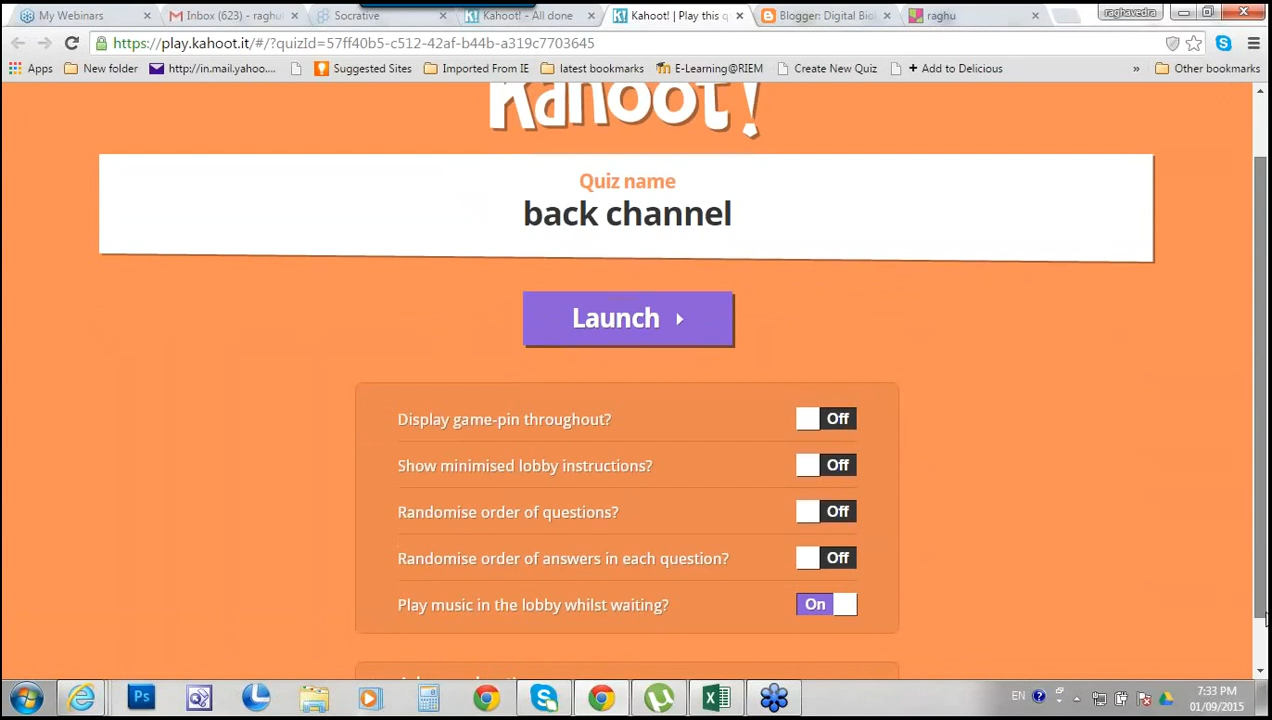 My Webinars
Inbox (623) - raghu
Socrative
Kahoot! - All done
Kahoot! | Play this q
Blogger: Digital Bio
raghu
raghavedra
https://play.kahoot.it/#/?quizId=57ff40b5-c512-42af-b44b-a319c7703645
Apps
New folder
http://in.mail.yahoo....
Suggested Sites
Imported From IE
latest bookmarks
E-Learning@RIEM
Create New Quiz
+ Add to Delicious
»
Other bookmarks
Kahoot!
Quiz name
back channel
Launch
Display game-pin throughout? Off
Show minimised lobby instructions? Off
Randomise order of questions? Off
Randomise order of answers in each question? Off
Play music in the lobby whilst waiting? On
Ps
EN
7:33 PM
01/09/2015